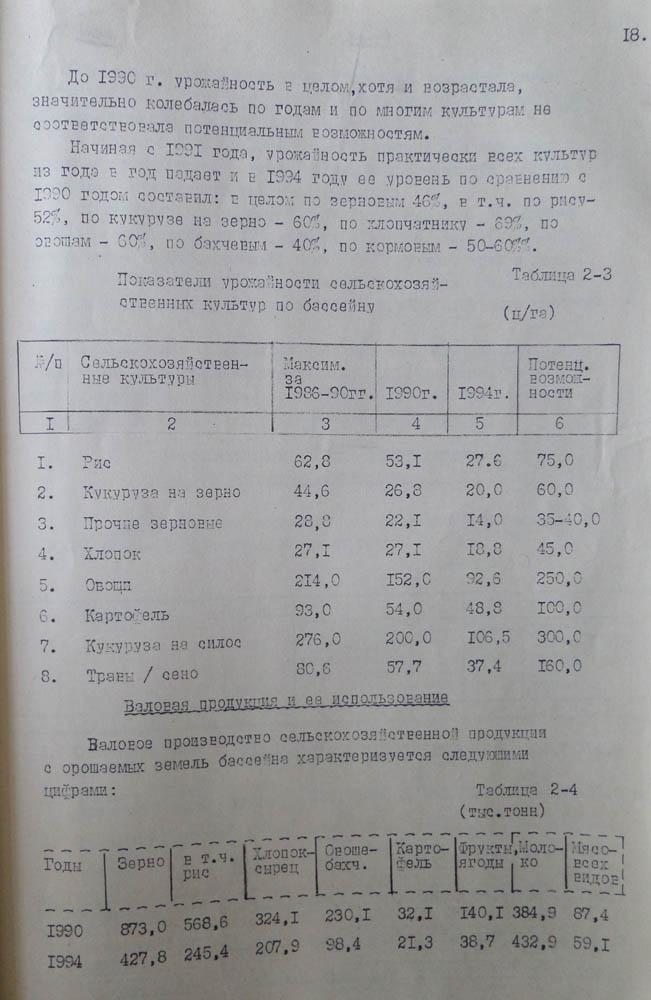 18.
До 1990 г. урожайность в целом,хотя и возрастала,
значительно колебалась по годам и по многим культурам не
соответствовала потенциальным возможностям.
Начиная с 1991 года, урожайность практически всех культур
из года в год падает и в 1994 году ее уровень по сравнению с
1990 годом составил: в целом по зерновым 46%, в т.ч. по рису-
52%, по кукурузе на зерно - 60%, по хлопчатнику - 69%, по
овощам - 60%, по бахчевым - 40%, по кормовым - 50-60%.
Таблица 2-3
Показатели урожайности сельскохозяй-
ственных культур по бассейну
(ц/га)
№/п Сельскохозяйствен-ные культуры Максим. за 1986-90гг. 1990г. 1994г. Потенц. возмож-ности
1 2 3 4 5 6
1. Рис 62,8 53,1 27.6 75,0
2. Кукуруза на зерно 44,6 26,8 20,0 60,0
3. Прочие зерновые 28,8 22,1 14,0 35-40,0
4. Хлопок 27,1 27,1 18,8 45,0
5. Овощи 214,0 152,0 92,6 250,0
6. Картофель 93,0 54,0 48,8 100,0
7. Кукуруза на силос 276,0 200,0 106,5 300,0
8. Травы / сено 80,6 57,7 37,4 160,0
Валовая продукция и ее использование
Валовое производство сельскохозяйственной продукции
с орошаемых земель бассейна характеризуется следующими
цифрами:
Таблица 2-4
(тыс.тонн)
Годы Зерно в т.ч. рис Хлопок-сырец Овоще-бахч. Карто-фель Фрукты, ягоды Моло-ко Мясо-всех видов
1990 873,0 568,6 324,1 230,1 32,1 140,1 384,9 87,4
1994 427,8 245,4 207,9 98,4 21,3 38,7 432,9 59,1